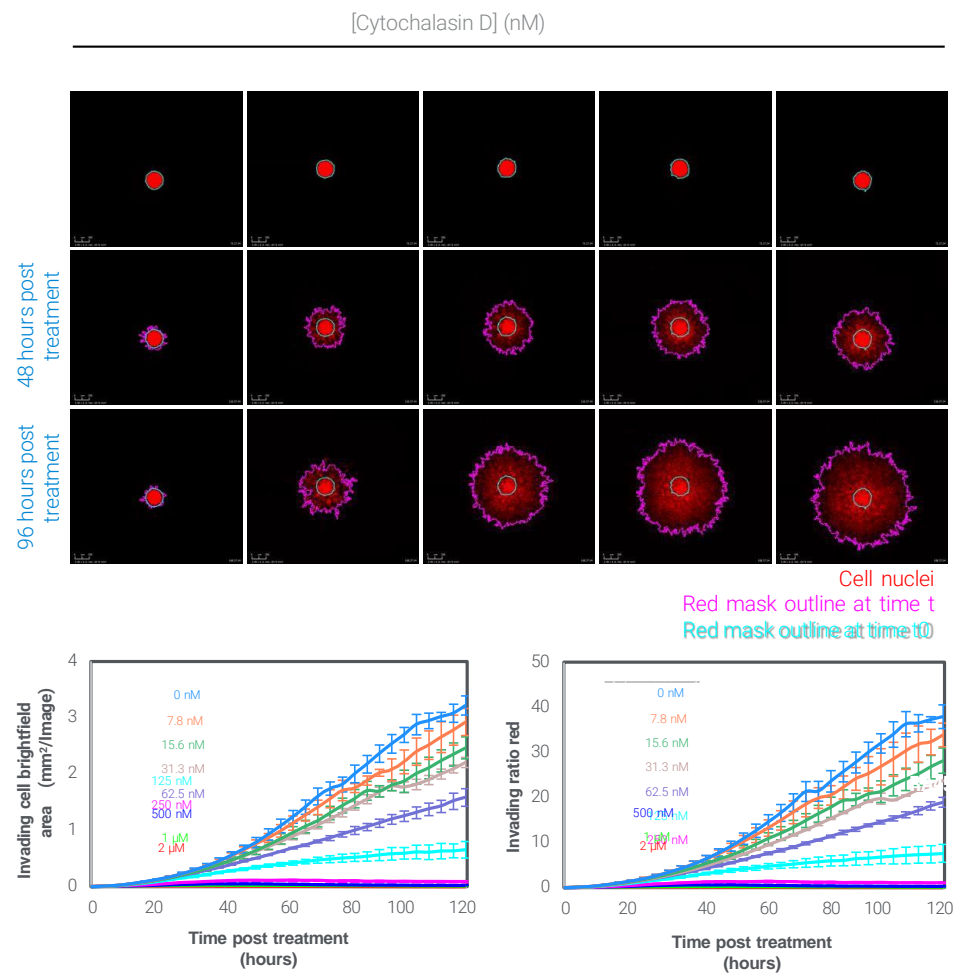 [Cytochalasin D] (nM)
48 hours post
treatment
96 hours post
treatment
Cell nuclei
Red mask outline at time t
Red mask outline at time t0
4
3
2
1
0
Invading cell brightfield
area (mm²/Image)
0 nM
7.8 nM
15.6 nM
31.3 nM
125 nM
62.5 nM
250 nM
500 nM
1 µM
2 µM
0 20 40 60 80 100 120
Time post treatment
(hours)
50
40
30
20
10
0
Invading ratio red
0 nM
7.8 nM
15.6 nM
31.3 nM
62.5 nM
500 nM
2 µM
0 20 40 60 80 100 120
Time post treatment
(hours)